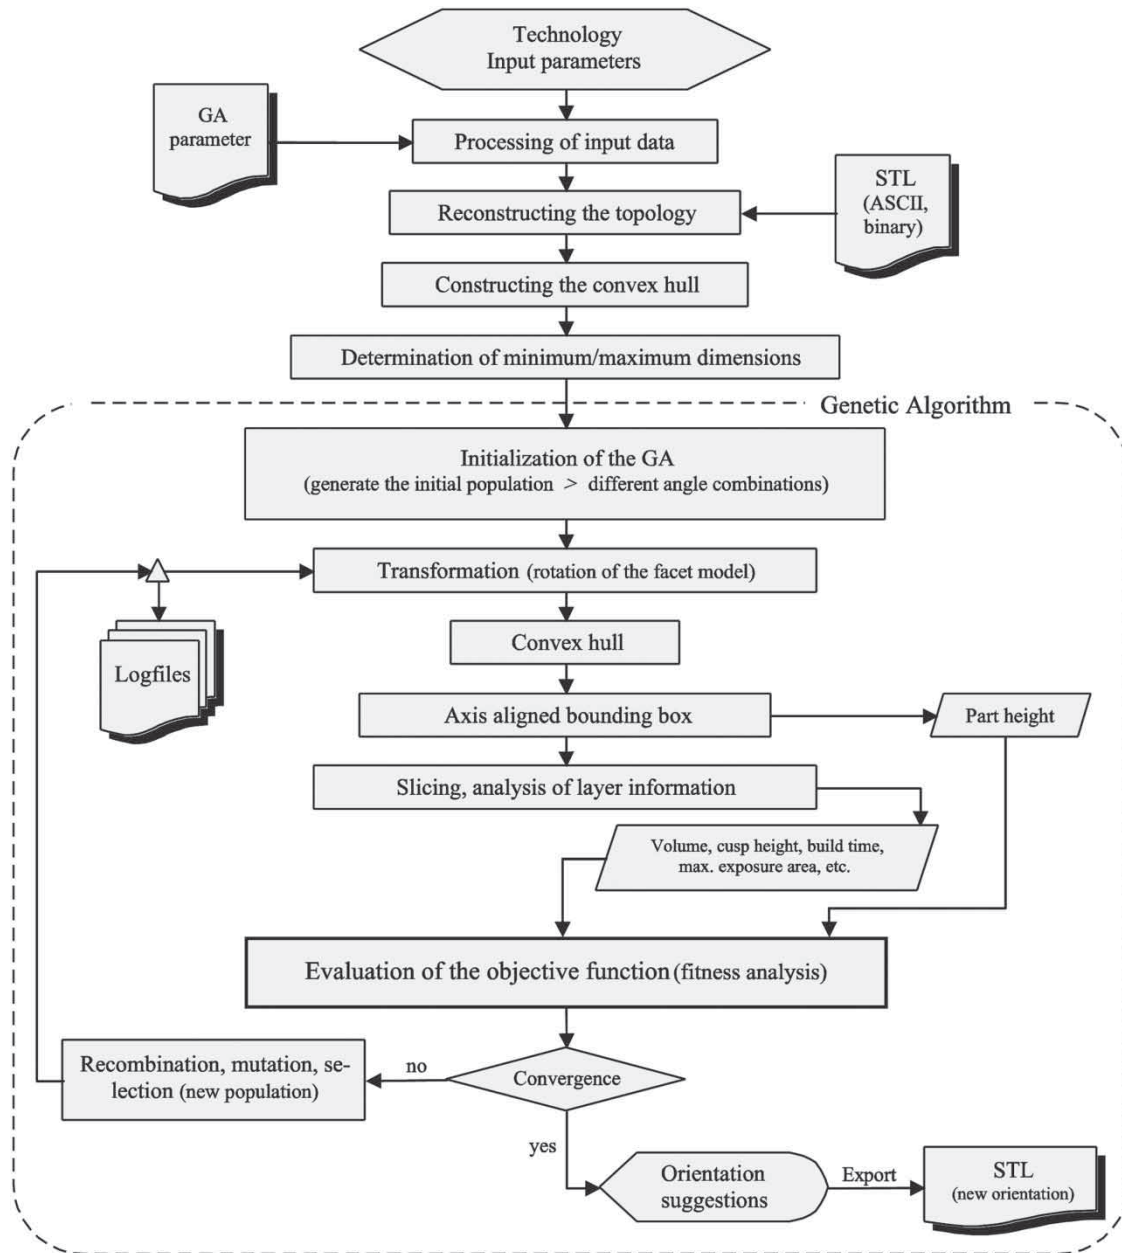 Technology
Input parameters
GA
parameter
Processing of input data
STL
(ASCII,
binary)
Reconstructing the topology
Constructing the convex hull
Determination of minimum/maximum dimensions
Genetic Algorithm
Initialization of the GA
(generate the initial population > different angle combinations)
Transformation (rotation of the facet model)
Convex hull
Logfiles
Axis aligned bounding box
Part height
Slicing, analysis of layer information
Volume, cusp height, build time,
max. exposure area, etc.
Evaluation of the objective function (fitness analysis)
Recombination, mutation, se-
lection (new population)
no
Convergence
yes
Orientation
suggestions
Export
STL
(new orientation)